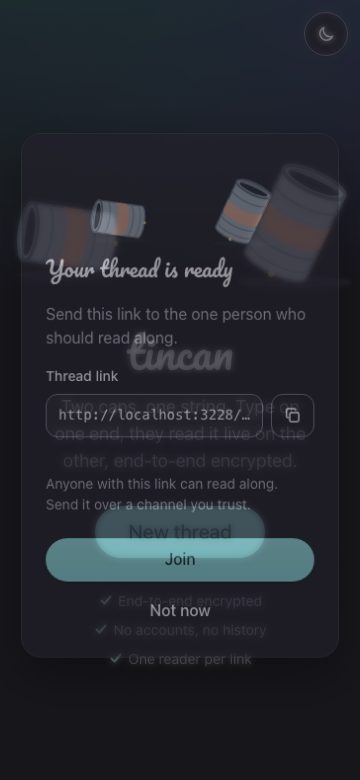 Your thread is ready
Send this link to the one person who
should read along.
tincan
Thread link
Two cans, one string. Type on
http://localhost:3228/…
one end, they read it live on the
other, end-to-end encrypted.
Anyone with this link can read along.
Send it over a channel you trust.
New thread
Join
End-to-end encrypted
Not now
No accounts, no history
One reader per link